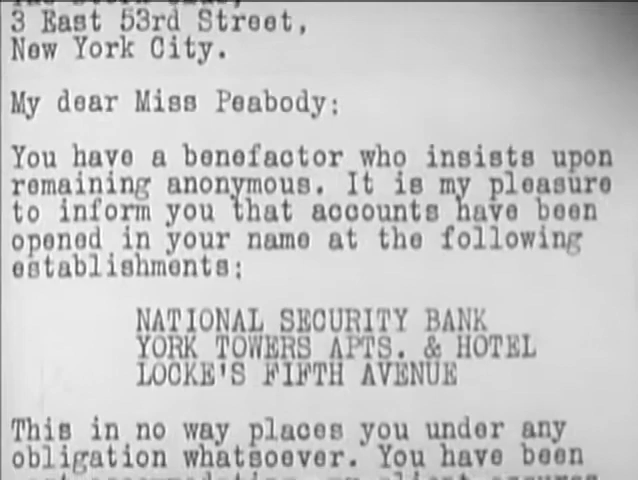 3 East 53rd Street,
New York City.
My dear Miss Peabody:
You have a benefactor who insists upon
remaining anonymous. It is my pleasure
to inform you that accounts have been
opened in your name at the following
establishments:
NATIONAL SECURITY BANK
YORK TOWERS APTS. & HOTEL
LOCKE'S FIFTH AVENUE
This in no way places you under any
obligation whatsoever. You have been